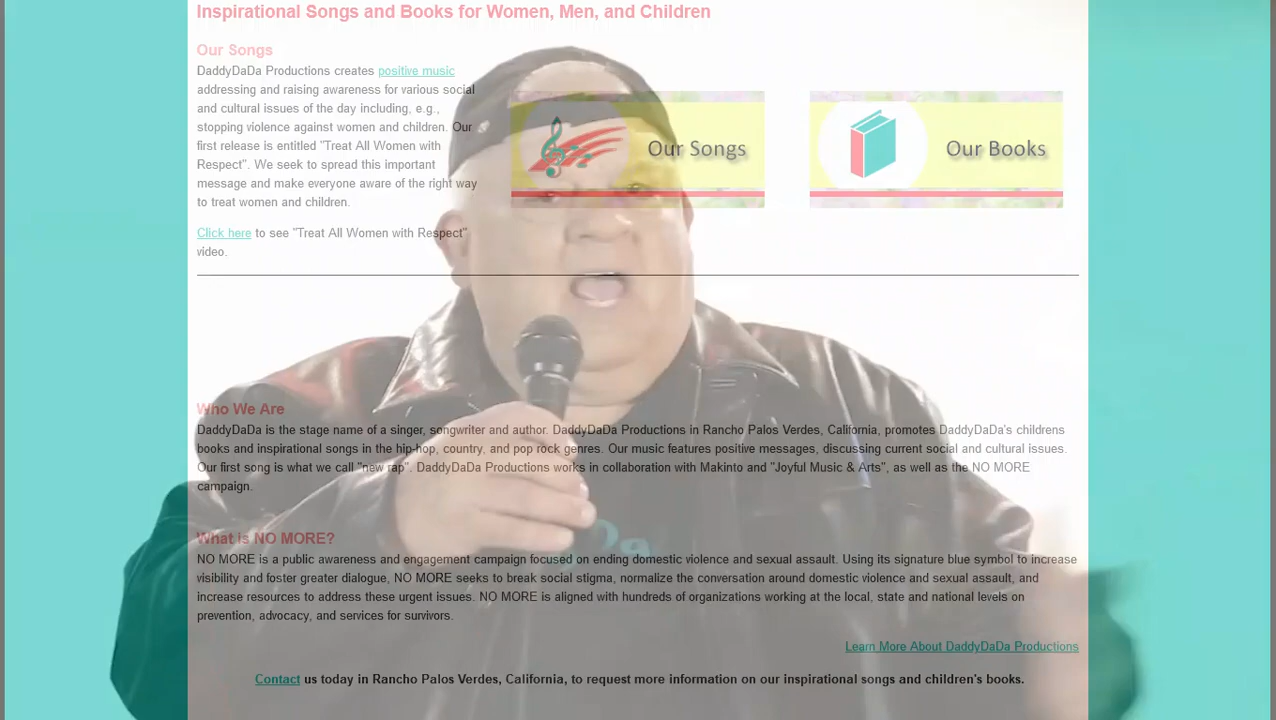 Inspirational Songs and Books for Women, Men, and Children
Our Songs
DaddyDaDa Productions creates positive music
addressing and raising awareness for various social
and cultural issues of the day including, e.g.,
stopping violence against women and children. Our
first release is entitled "Treat All Women with
Respect". We seek to spread this important
message and make everyone aware of the right way
to treat women and children.
Click here to see "Treat All Women with Respect"
video.
Our Songs
Our Books
Who We Are
DaddyDaDa is the stage name of a singer, songwriter and author. DaddyDaDa Productions in Rancho Palos Verdes, California, promotes DaddyDaDa's childrens
books and inspirational songs in the hip-hop, country, and pop rock genres. Our music features positive messages, discussing current social and cultural issues.
Our first song is what we call "new rap". DaddyDaDa Productions works in collaboration with Makinto and "Joyful Music & Arts", as well as the NO MORE
campaign.
What is NO MORE?
NO MORE is a public awareness and engagement campaign focused on ending domestic violence and sexual assault. Using its signature blue symbol to increase
visibility and foster greater dialogue, NO MORE seeks to break social stigma, normalize the conversation around domestic violence and sexual assault, and
increase resources to address these urgent issues. NO MORE is aligned with hundreds of organizations working at the local, state and national levels on
prevention, advocacy, and services for survivors.
Learn More About DaddyDaDa Productions
Contact us today in Rancho Palos Verdes, California, to request more information on our inspirational songs and children's books.